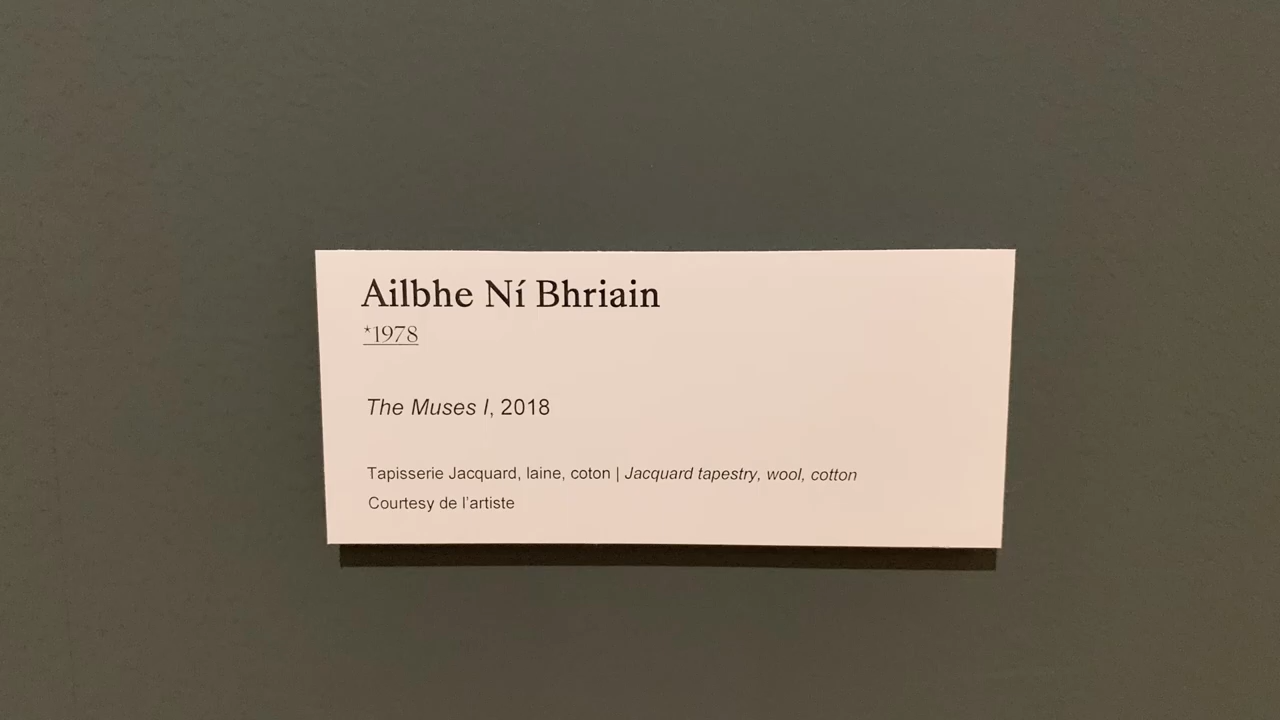 Ailbhe Ní Bhriain
*1978
The Muses I, 2018
Tapisserie Jacquard, laine, coton | Jacquard tapestry, wool, cotton
Courtesy de l'artiste